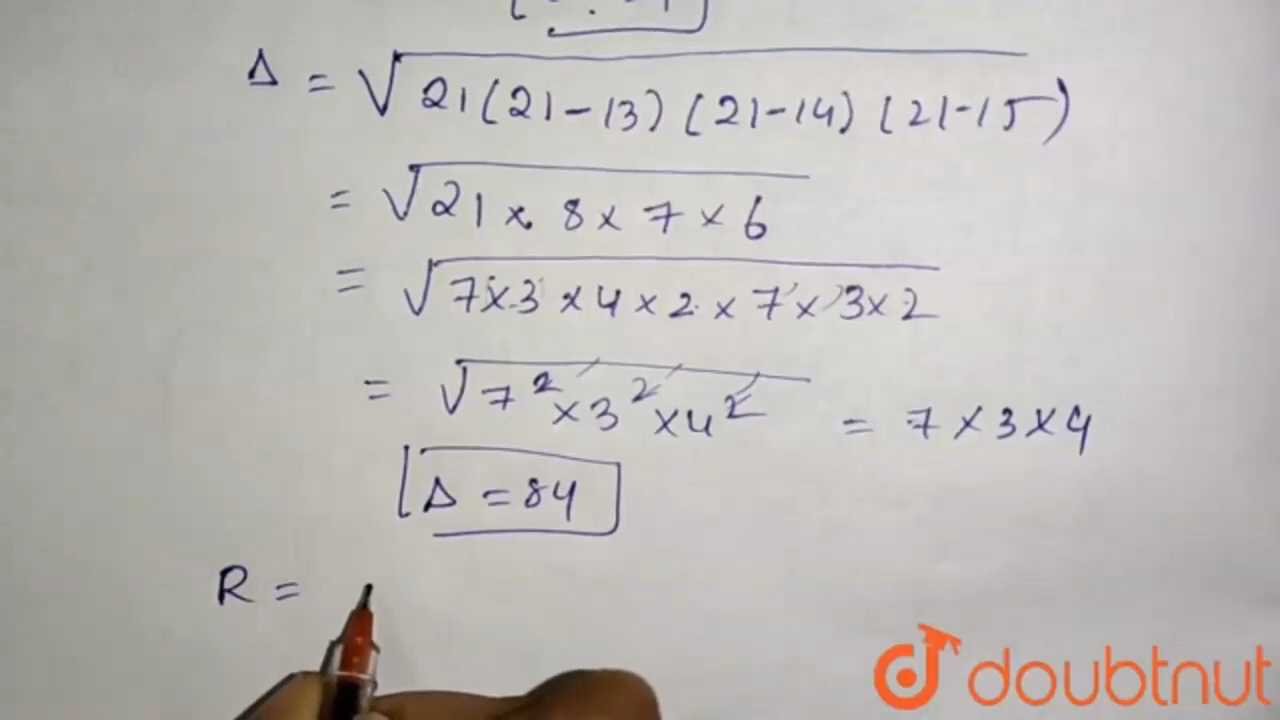 Δ = √21(21-13)(21-14)(21-15)
= √21 × 8 × 7 × 6
= √7×3 × 4 × 2 × 7 × 3×2
= √7² × 3² × 4² = 7 × 3 × 4
Δ = 84
R =
doubtnut